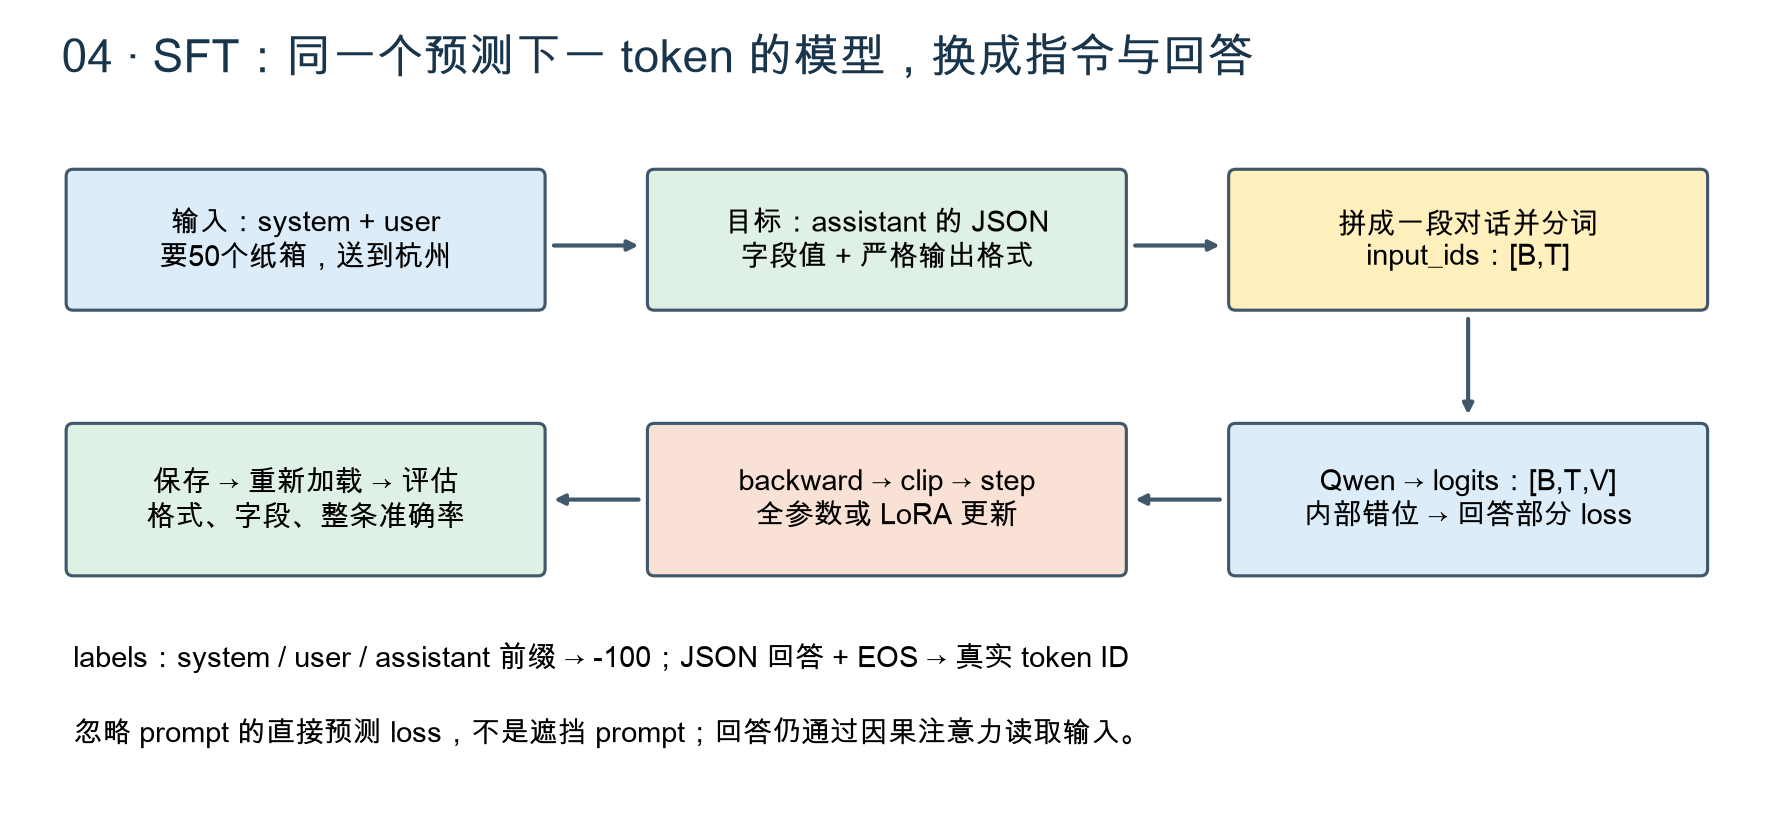 04 · SFT：同一个预测下一 token 的模型，换成指令与回答
输入：system + user
要50个纸箱，送到杭州
目标：assistant 的 JSON
字段值 + 严格输出格式
拼成一段对话并分词
input_ids：[B,T]
Qwen → logits：[B,T,V]
内部错位 → 回答部分 loss
backward → clip → step
全参数或 LoRA 更新
保存 → 重新加载 → 评估
格式、字段、整条准确率
labels：system / user / assistant 前缀 → -100；JSON 回答 + EOS → 真实 token ID
忽略 prompt 的直接预测 loss，不是遮挡 prompt；回答仍通过因果注意力读取输入。